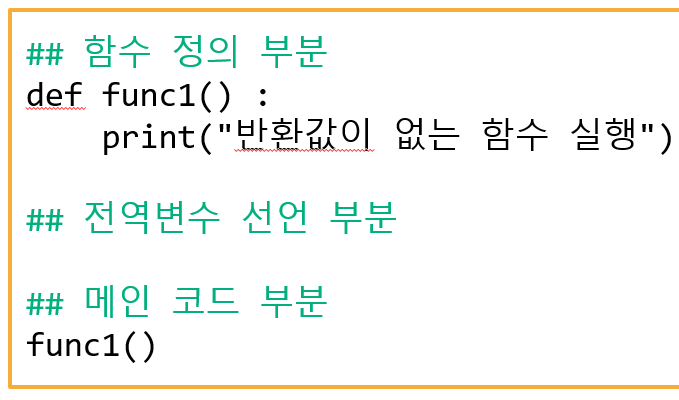 ## 함수 정의 부분
def func1() :
    print("반환값이 없는 함수 실행")
## 전역변수 선언 부분
## 메인 코드 부분
func1()